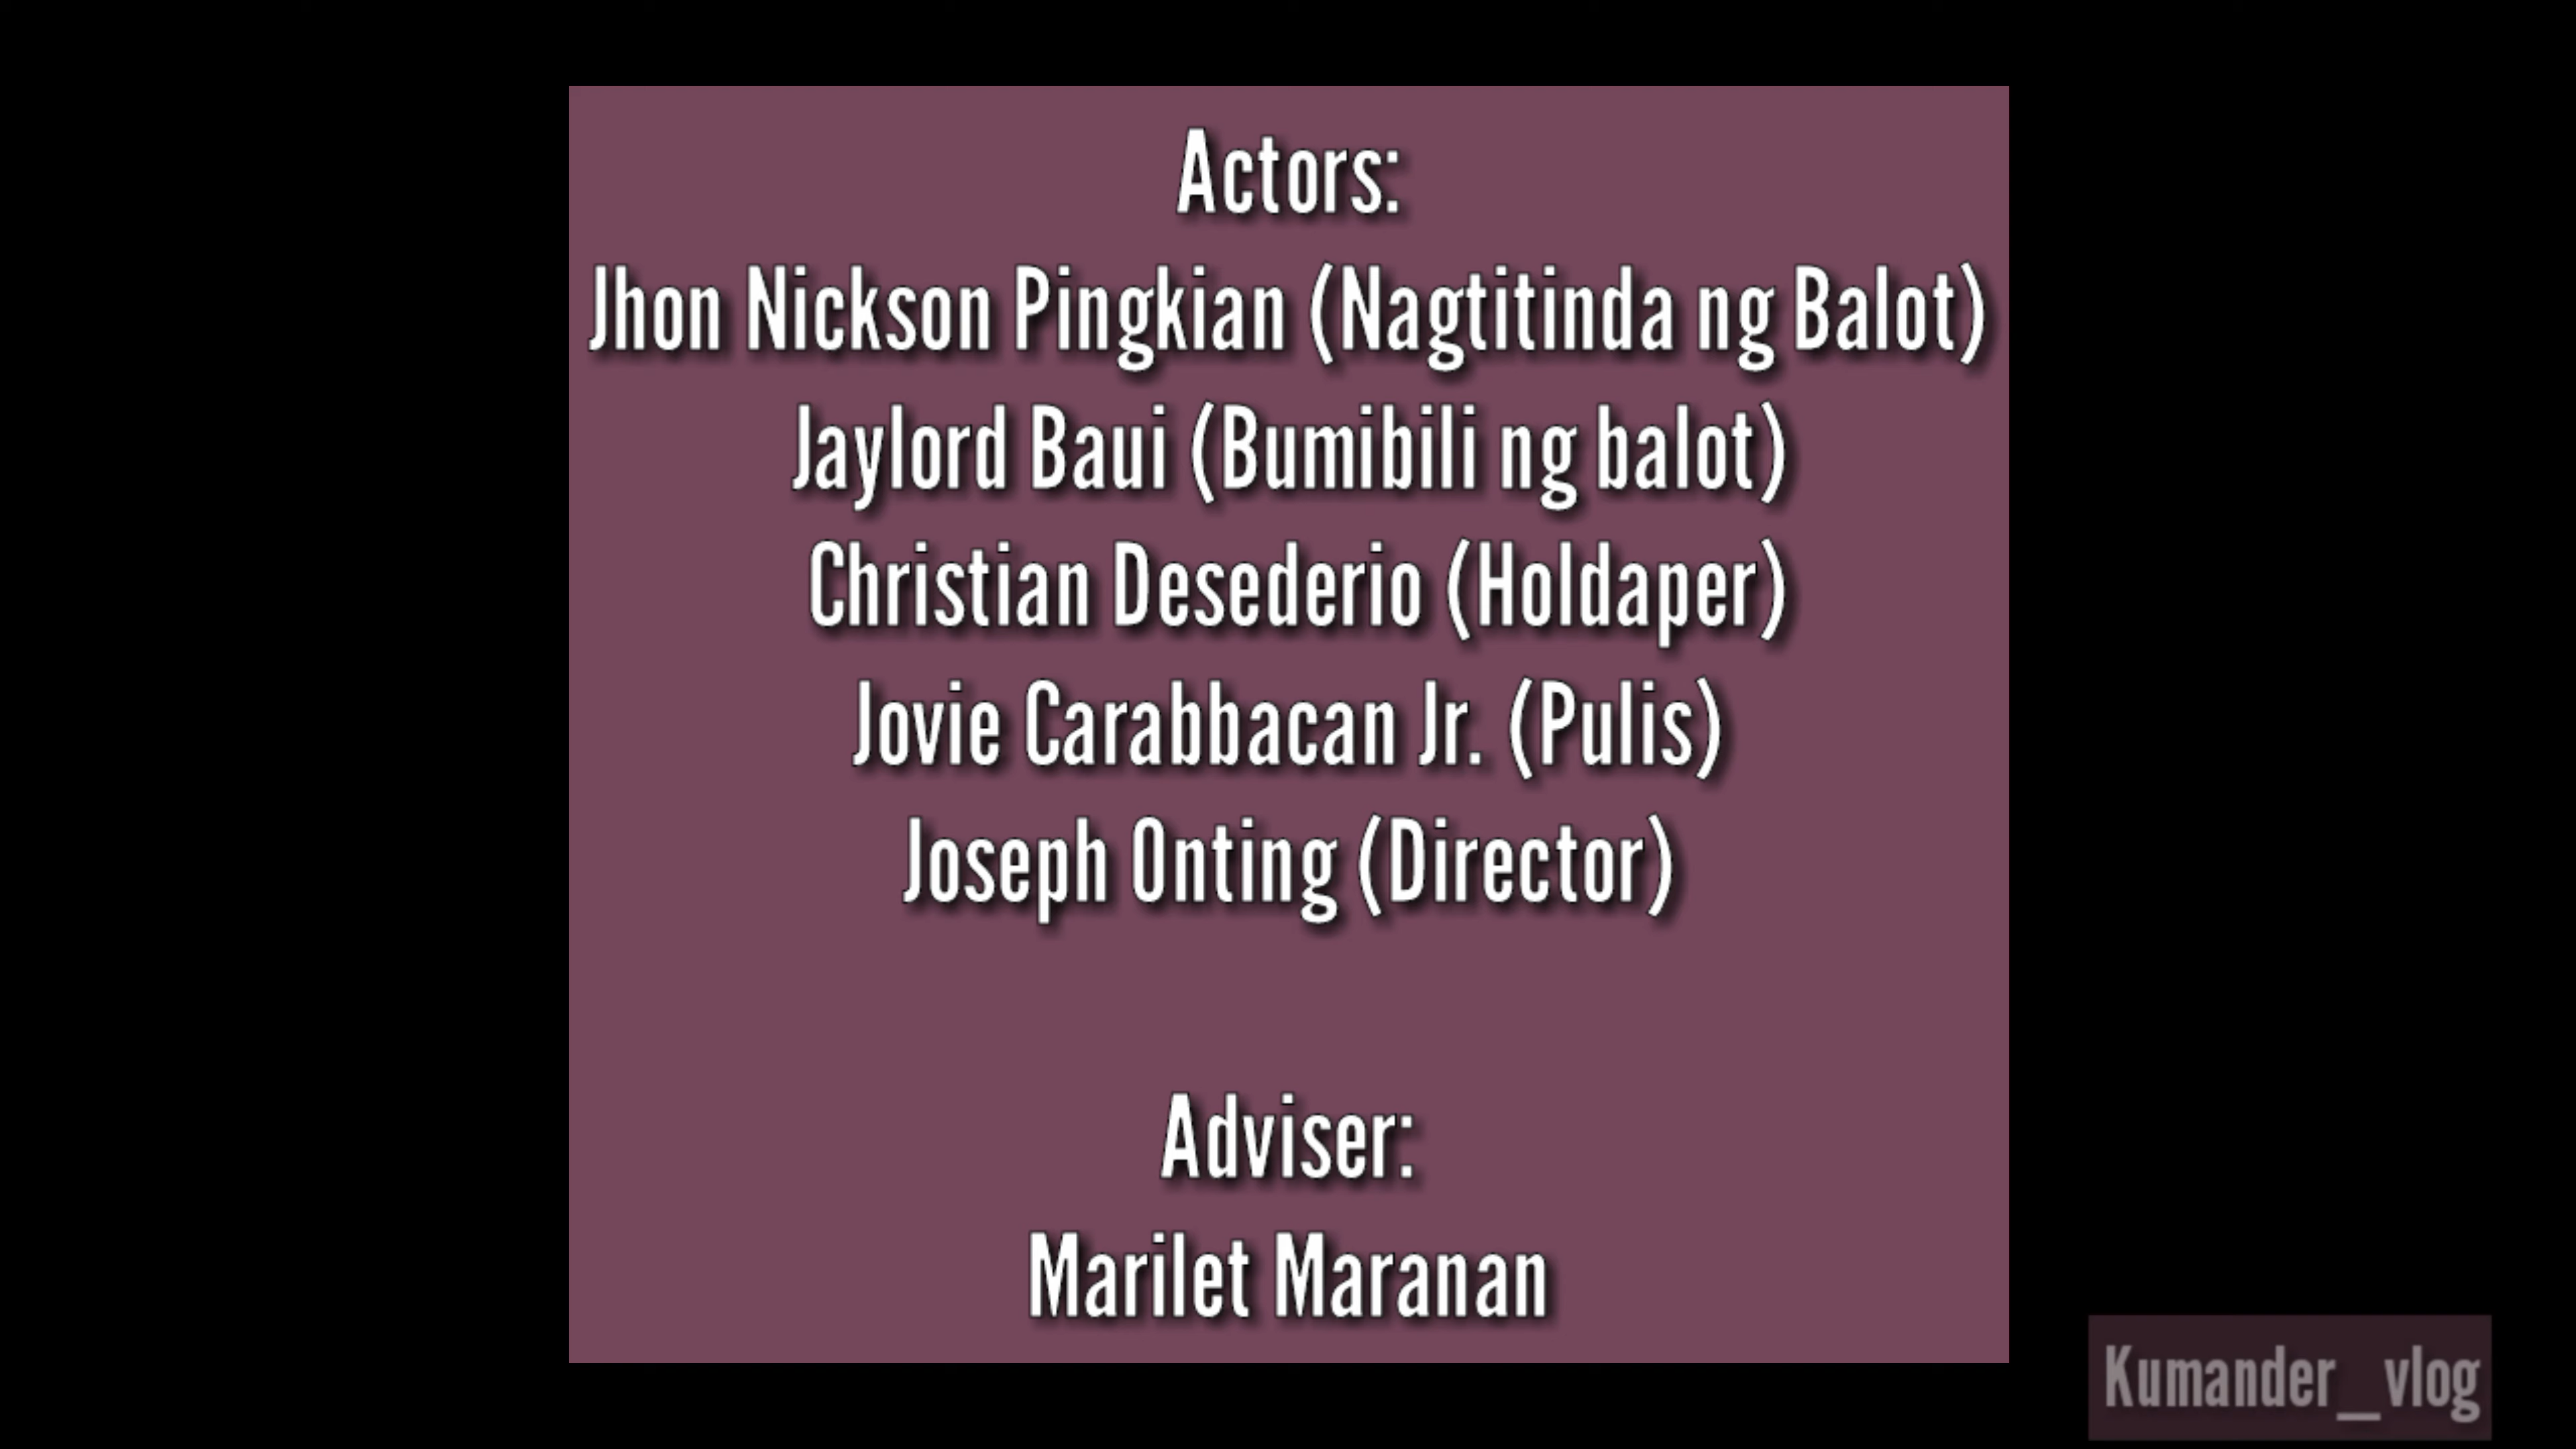 Actors:
Jhon Nickson Pingkian (Nagtitinda ng Balot)
Jaylord Baui (Bumibili ng balot)
Christian Desederio (Holdaper)
Jovie Carabbacan Jr. (Pulis)
Joseph Onting (Director)
Adviser:
Marilet Maranan
Kumander_vlog